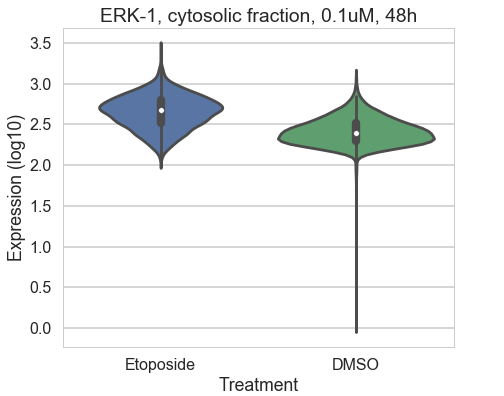 ERK-1, cytosolic fraction, 0.1uM, 48h
3.5
3.0
2.5
2.0
1.5
1.0
0.5
0.0
Expression (log10)
Etoposide
DMSO
Treatment